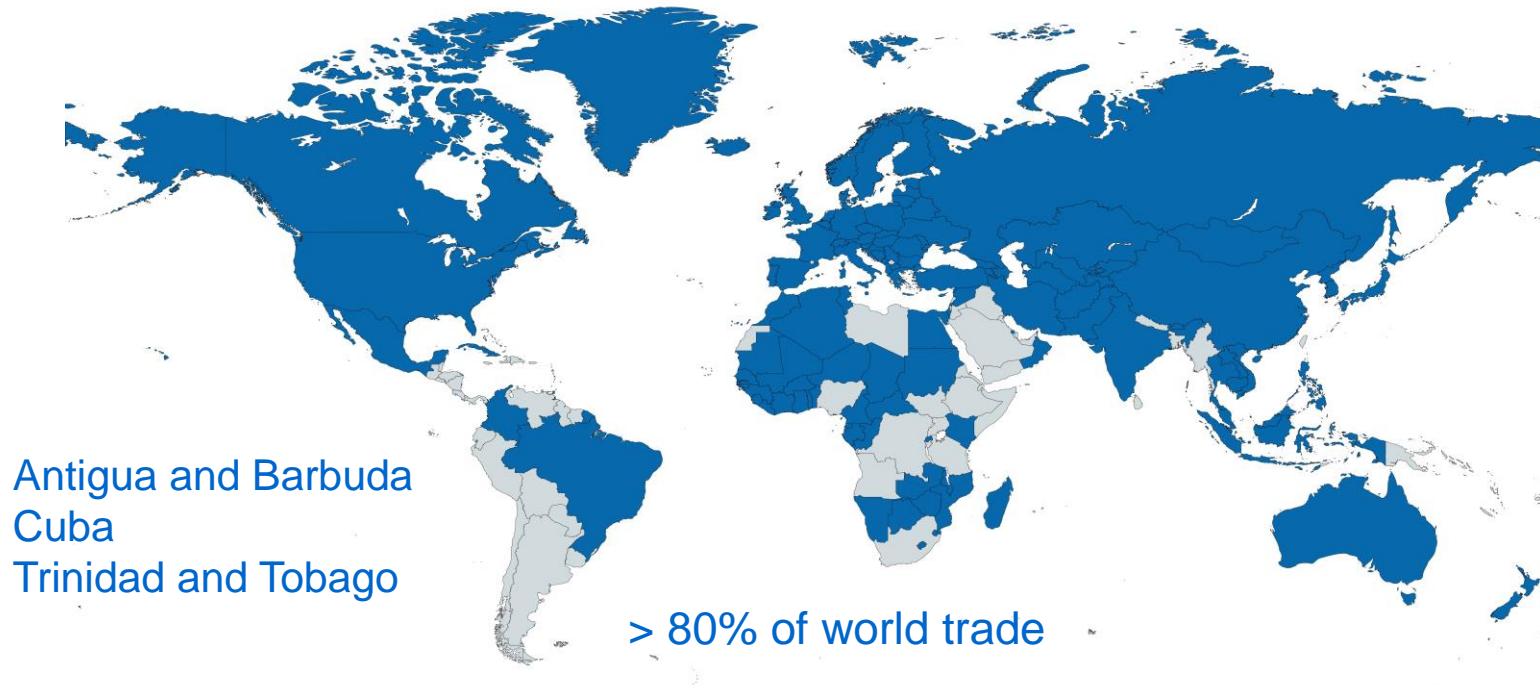 Antigua and Barbuda
Cuba
Trinidad and Tobago
> 80% of world trade